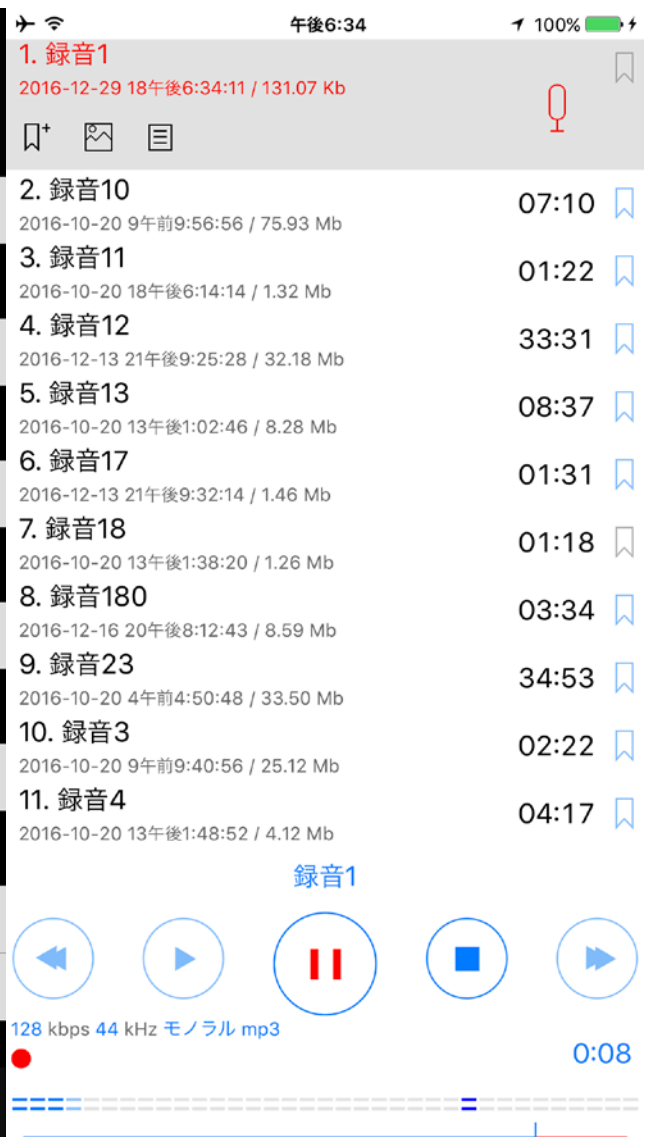 午後6:34
100%
1. 録音1
2016-12-29 18午後6:34:11 / 131.07 Kb
2. 録音10
2016-10-20 9午前9:56:56 / 75.93 Mb
07:10
3. 録音11
2016-10-20 18午後6:14:14 / 1.32 Mb
01:22
4. 録音12
2016-12-13 21午後9:25:28 / 32.18 Mb
33:31
5. 録音13
2016-10-20 13午後1:02:46 / 8.28 Mb
08:37
6. 録音17
2016-12-13 21午後9:32:14 / 1.46 Mb
01:31
7. 録音18
2016-10-20 13午後1:38:20 / 1.26 Mb
01:18
8. 録音180
2016-12-16 20午後8:12:43 / 8.59 Mb
03:34
9. 録音23
2016-10-20 4午前4:50:48 / 33.50 Mb
34:53
10. 録音3
2016-10-20 9午前9:40:56 / 25.12 Mb
02:22
11. 録音4
2016-10-20 13午後1:48:52 / 4.12 Mb
04:17
録音1
128 kbps 44 kHz モノラル mp3
0:08